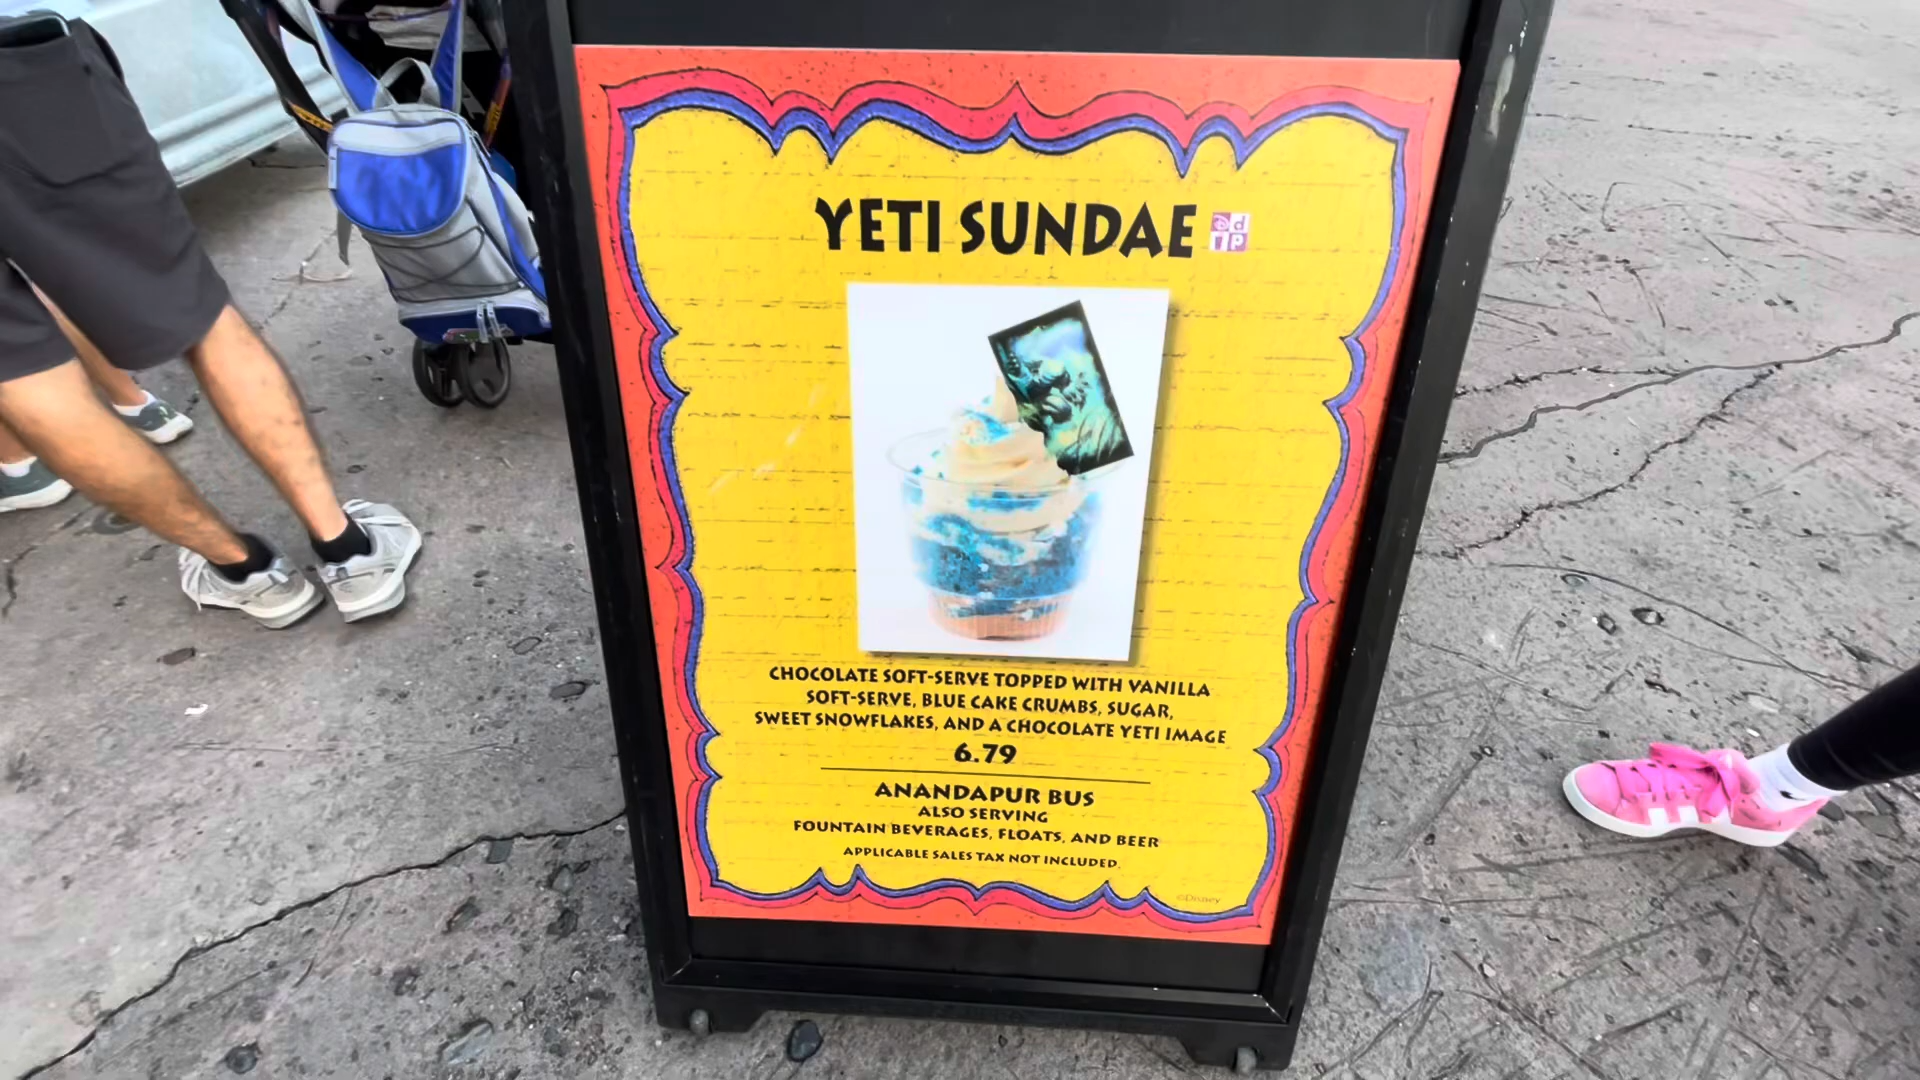 YETI SUNDAE
CHOCOLATE SOFT-SERVE TOPPED WITH VANILLA
SOFT-SERVE, BLUE CAKE CRUMBS, SUGAR,
SWEET SNOWFLAKES, AND A CHOCOLATE YETI IMAGE
6.79
ANANDAPUR BUS
ALSO SERVING
FOUNTAIN BEVERAGES, FLOATS, AND BEER
APPLICABLE SALES TAX NOT INCLUDED.
©Disney